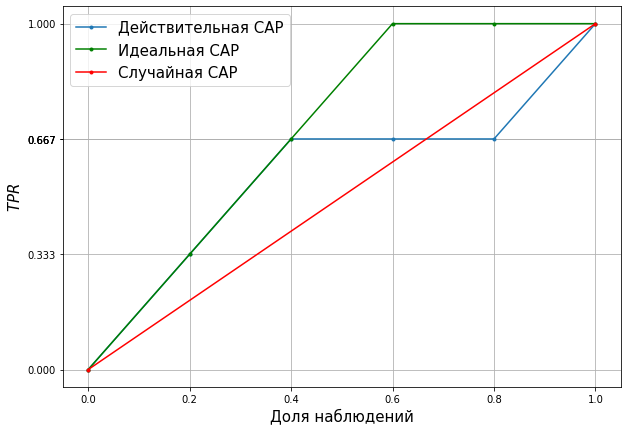 Действительная CAP
Идеальная CAP
Случайная CAP
1.000
0.667
0.333
0.000
TPR
0.0 0.2 0.4 0.6 0.8 1.0
Доля наблюдений